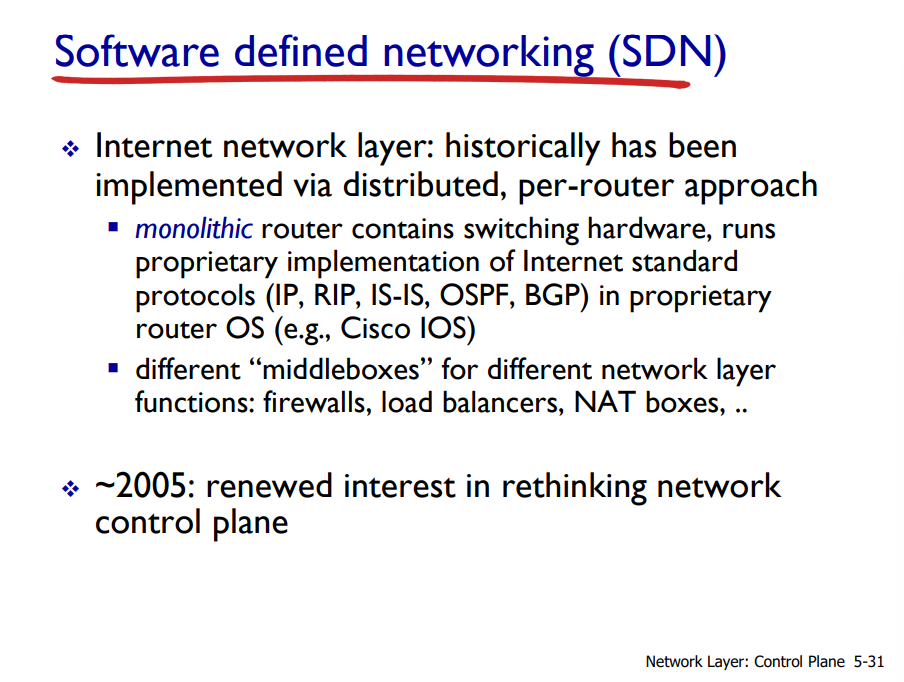 Software defined networking (SDN)
Internet network layer: historically has been
implemented via distributed, per-router approach
monolithic router contains switching hardware, runs
proprietary implementation of Internet standard
protocols (IP, RIP, IS-IS, OSPF, BGP) in proprietary
router OS (e.g., Cisco IOS)
different “middleboxes” for different network layer
functions: firewalls, load balancers, NAT boxes, ..
~2005: renewed interest in rethinking network
control plane
Network Layer: Control Plane 5-31